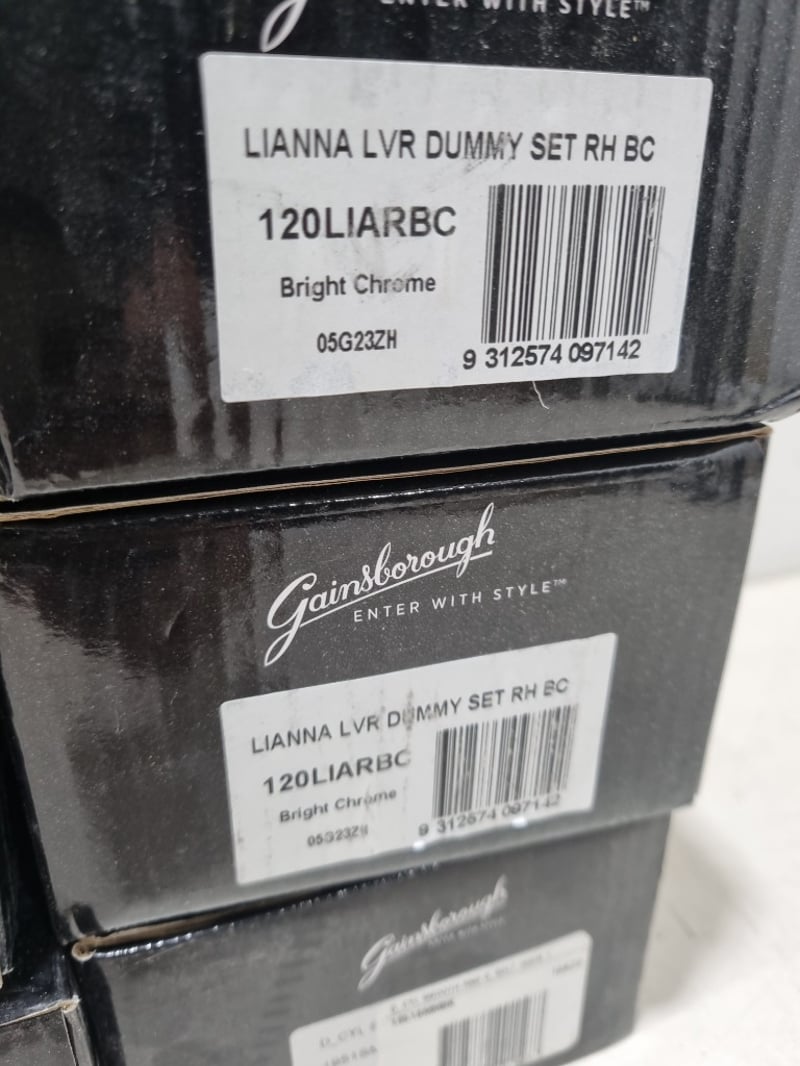 ENTER WITH STYLE™
LIANNA LVR DUMMY SET RH BC
120LIARBC
Bright Chrome
05G23ZH
9 312574 097142
Gainsborough
ENTER WITH STYLE™
LIANNA LVR DUMMY SET RH BC
120LIARBC
Bright Chrome
05G23ZH
9 312574 097142
Gainsborough